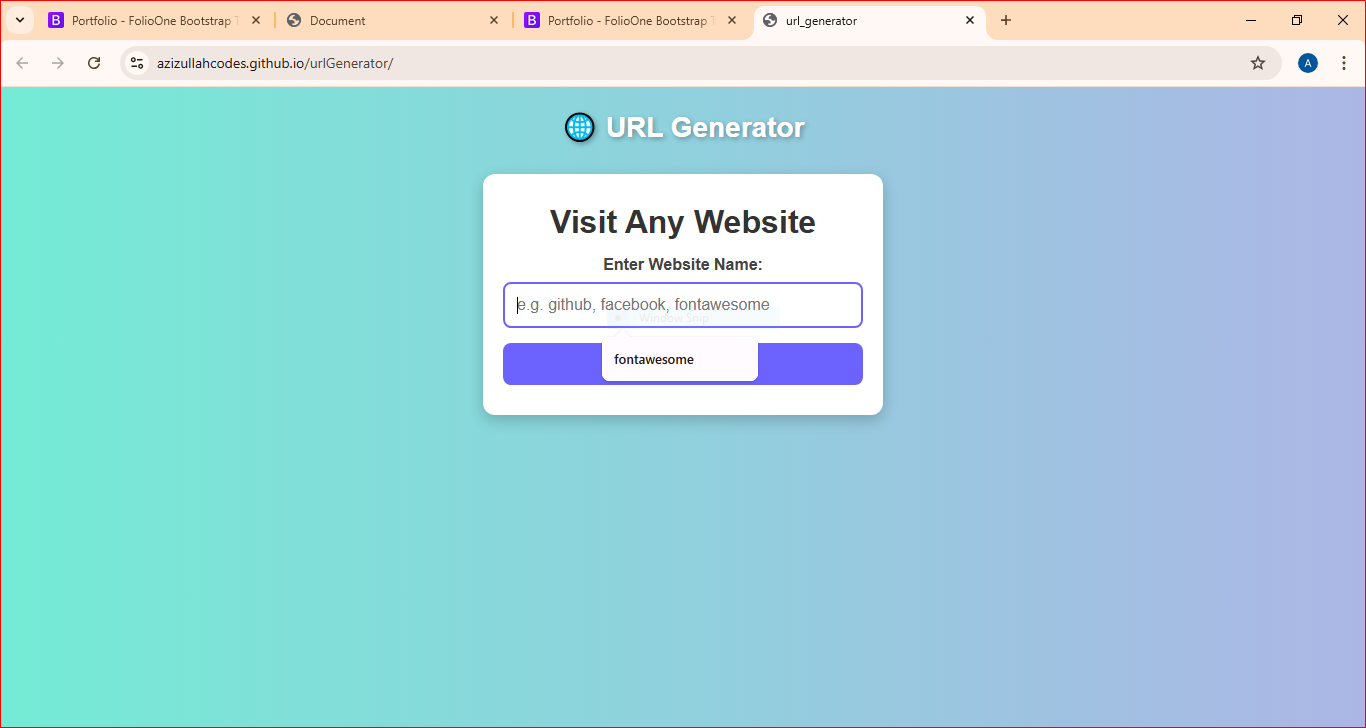 Portfolio - FolioOne Bootstrap
Document
Portfolio - FolioOne Bootstrap
url_generator
azizullahcodes.github.io/urlGenerator/
A
🌐 URL Generator
Visit Any Website
Enter Website Name:
e.g. github, facebook, fontawesome
Window Snip
fontawesome